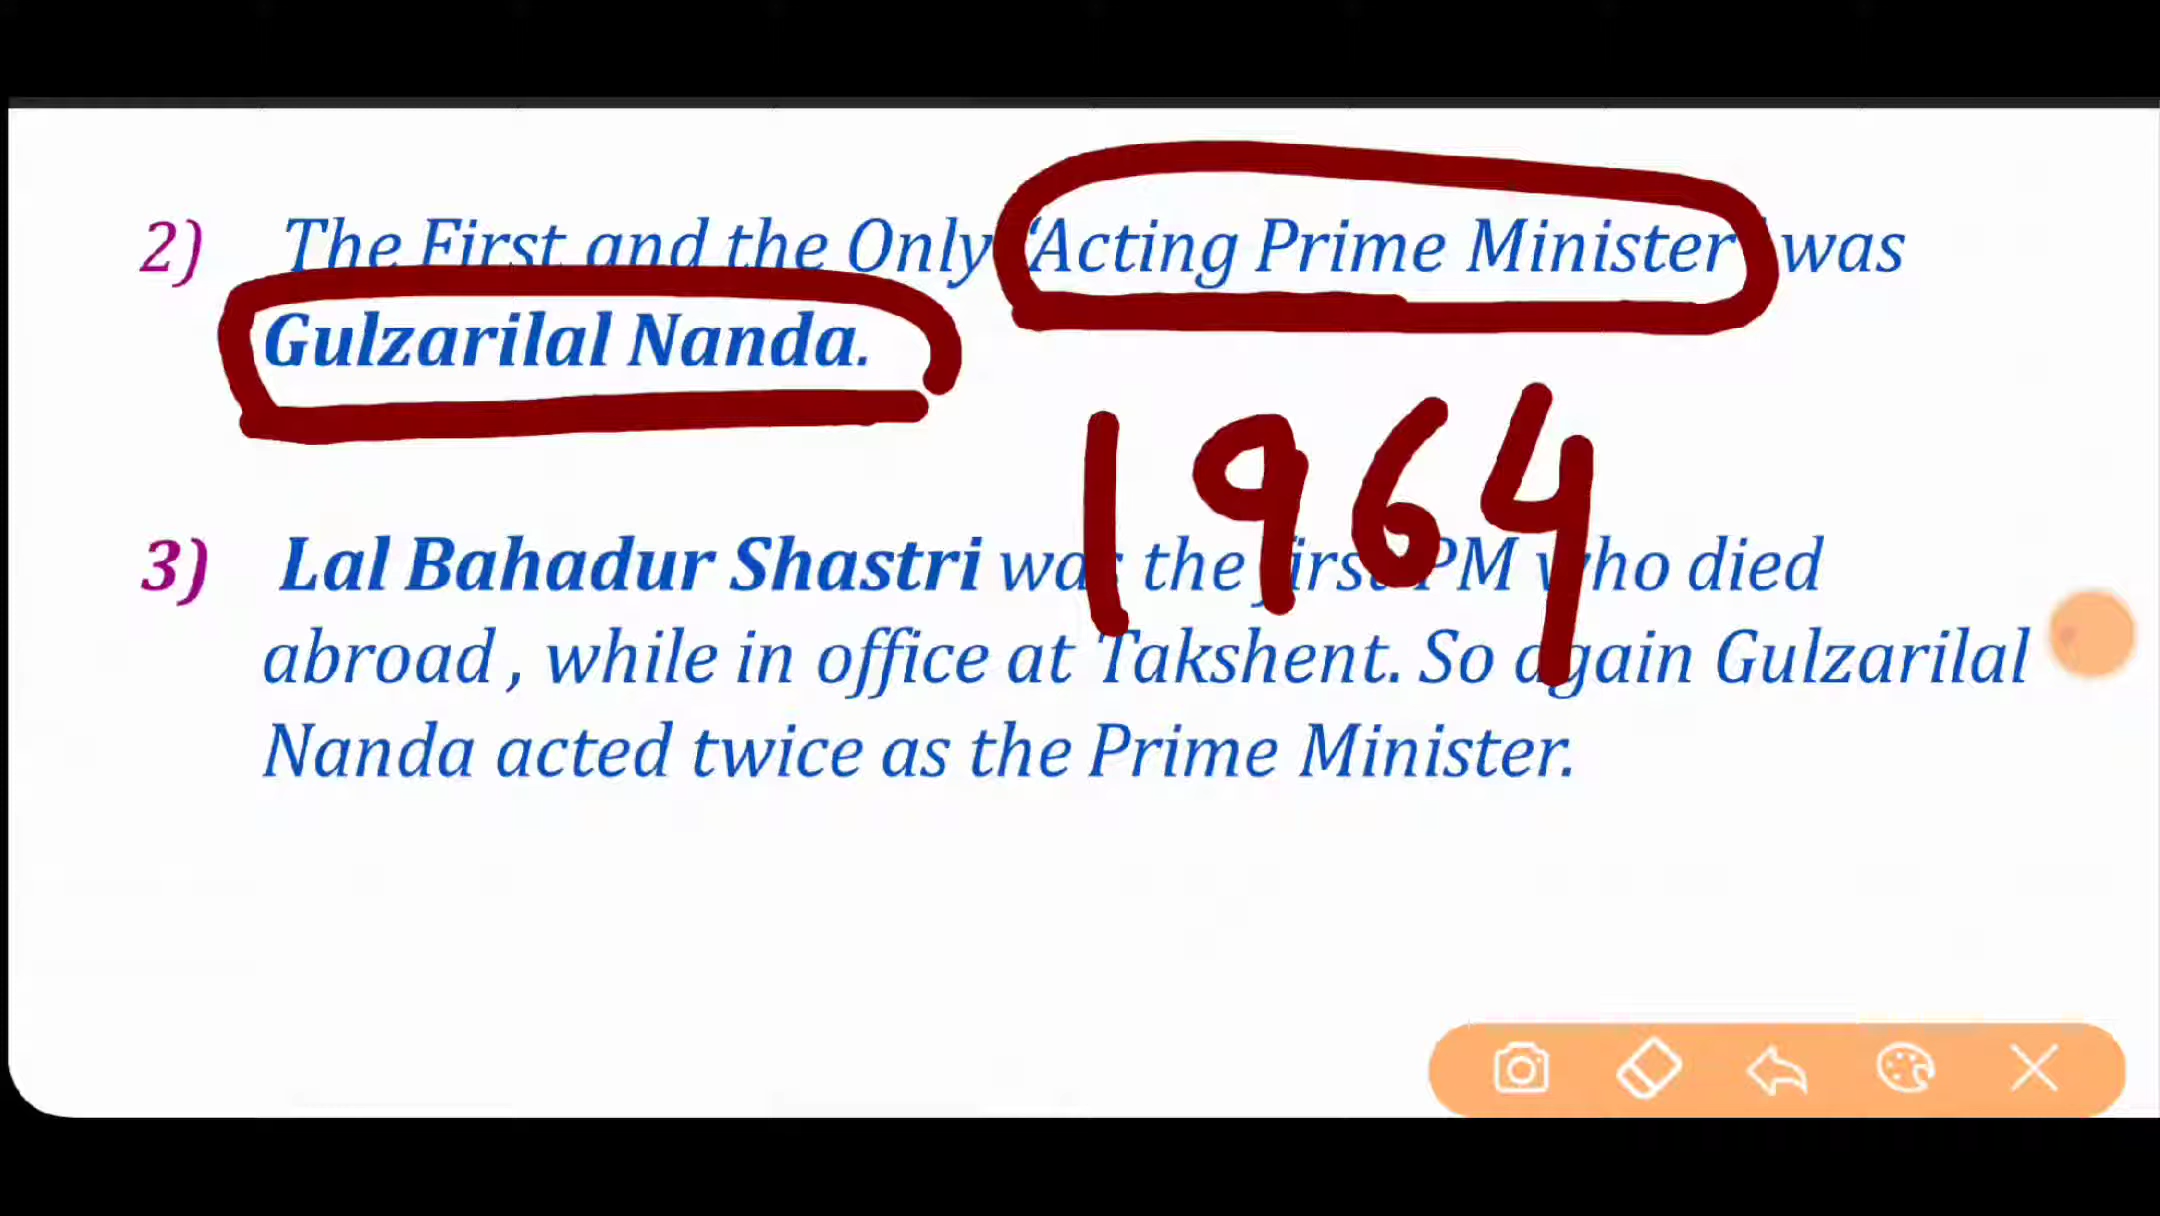 2) The First and the Only 'Acting Prime Minister' was
Gulzarilal Nanda.
1964
3) Lal Bahadur Shastri was the first PM who died
abroad , while in office at Takshent. So again Gulzarilal
Nanda acted twice as the Prime Minister.